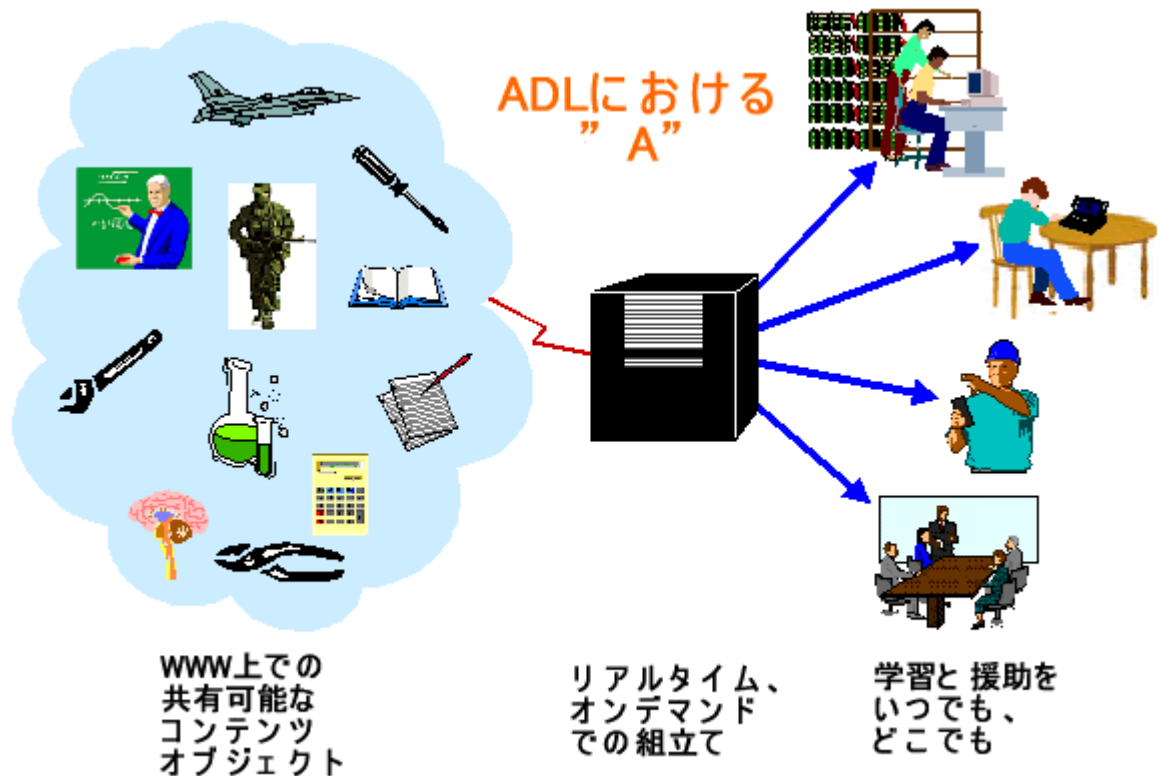 ADLにおける
”A”
WWW上での
共有可能な
コンテンツ
オブジェクト
リアルタイム、
オンデマンド
での組立て
学習と援助を
いつでも、
どこでも